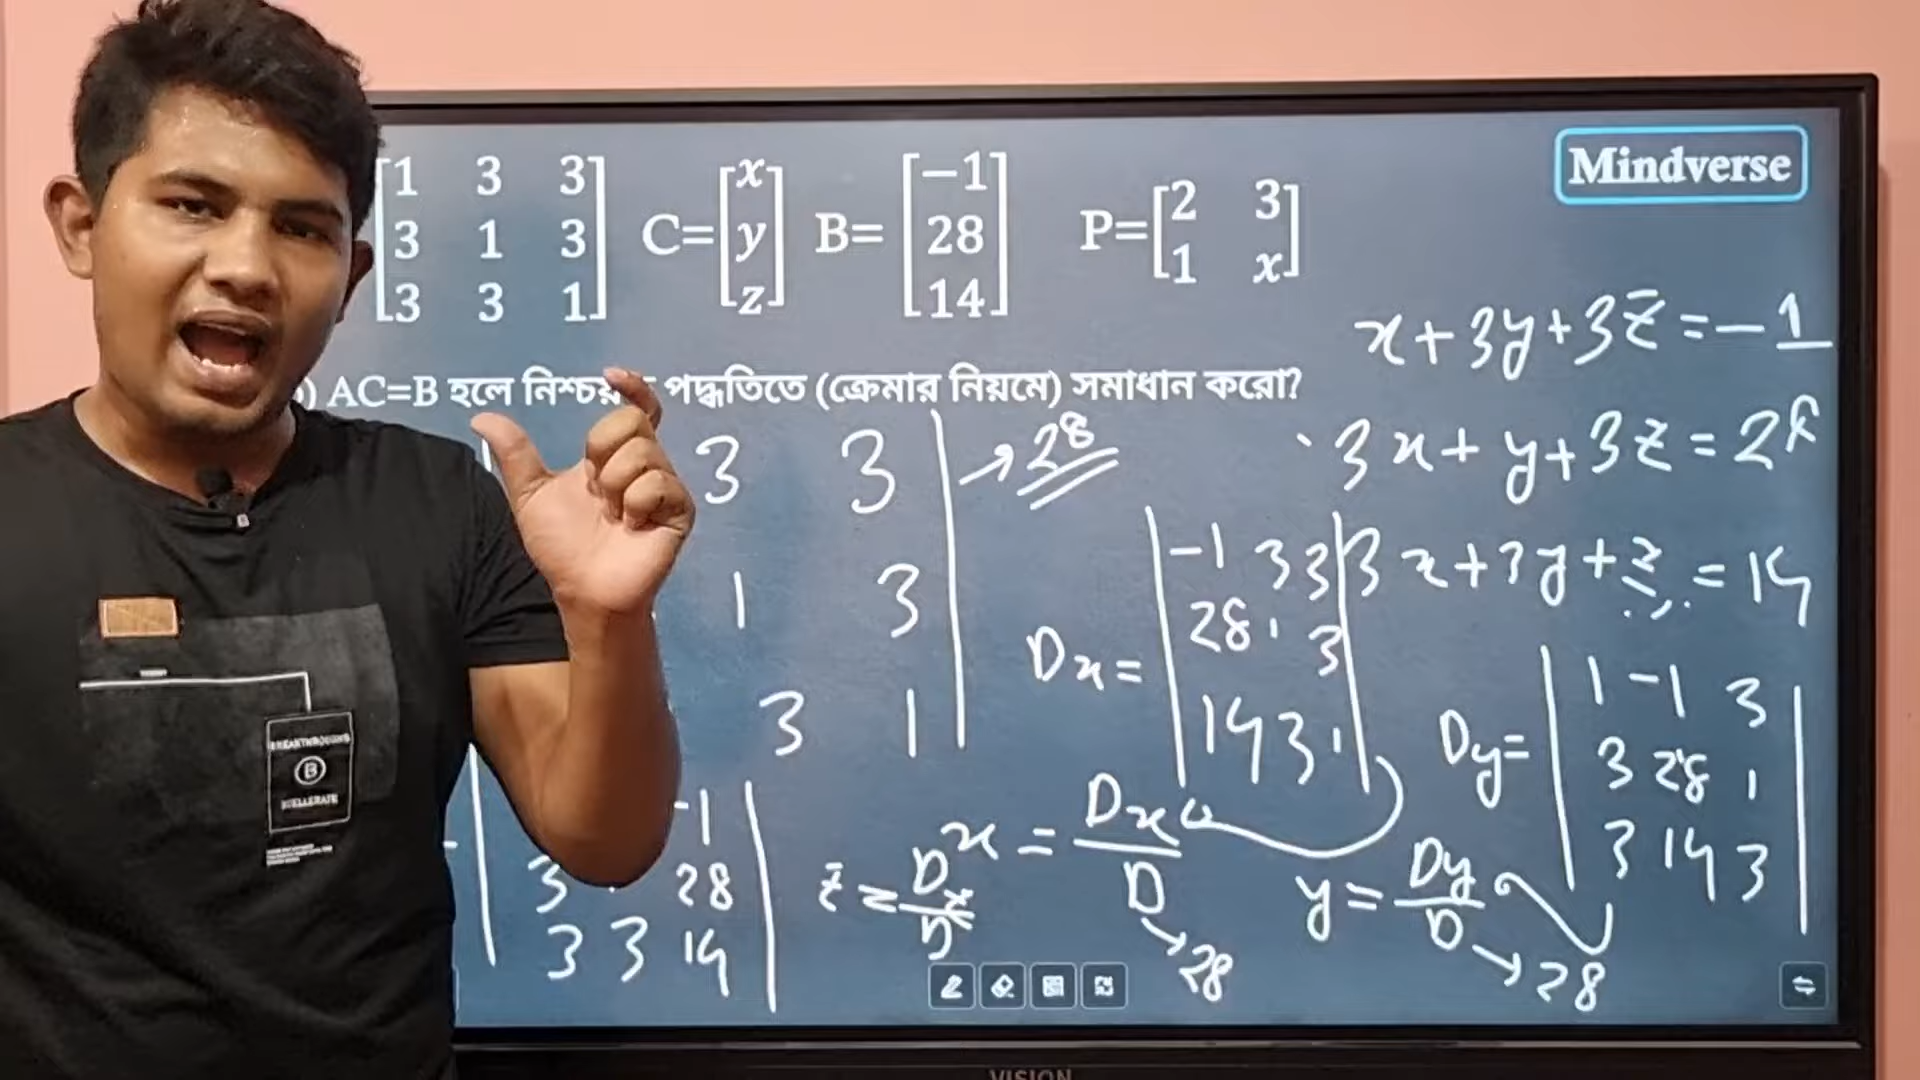 Mindverse
1 3 3
3 1 3
3 3 1
C= x
y
z
B= −1
28
14
P= 2 3
1 x
x+3y+3z=−1
) AC=B হলে পদ্ধতিতে (ক্রেমার নিয়মে) সমাধান করো?
3x+y+3z=28
3 3 → 28
1 3
3 1
3x+3y+z=14
Dx= −1 3 3
28 1 3
14 3 1
Dy= 1 −1 3
3 28 1
3 14 3
−1
3 28
3 3 14
z = Dz/D
x = Dx/D → 28
y = Dy/D → 28
BREAKTHROUGHS
B
XCELLERATE
VISION